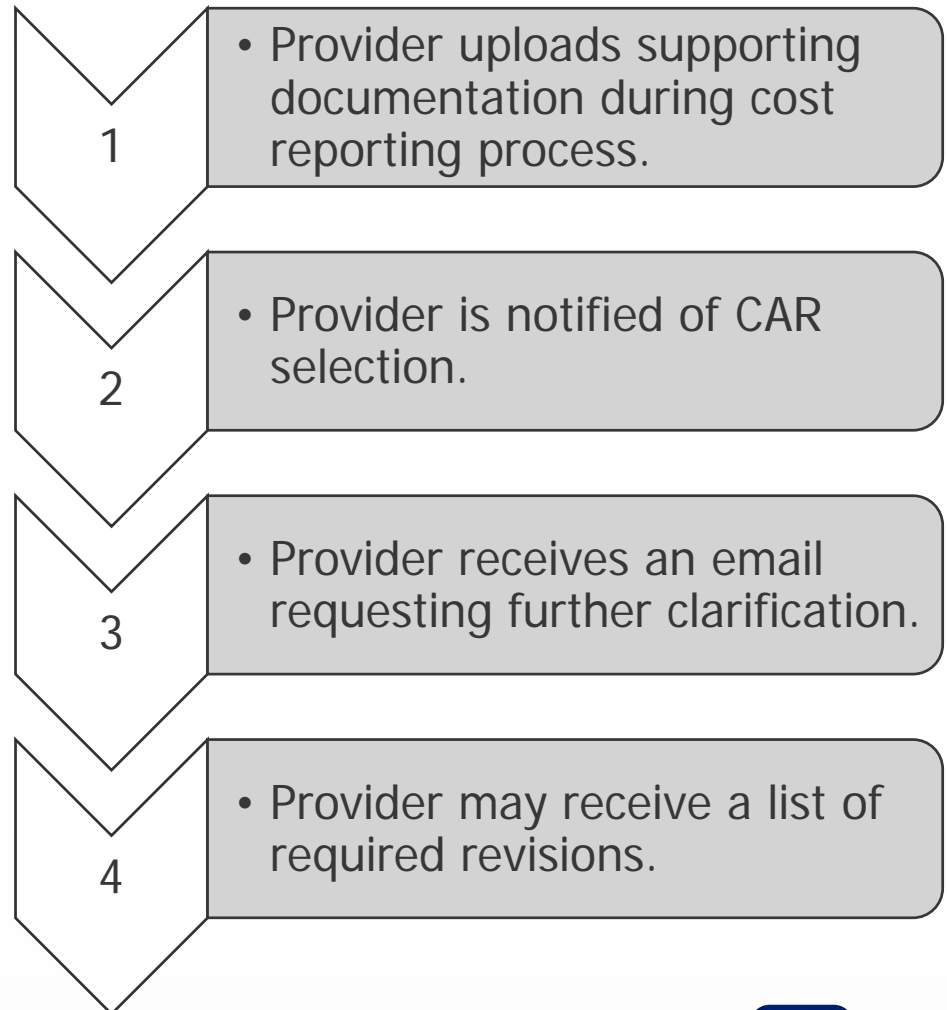 1
• Provider uploads supporting
documentation during cost
reporting process.
2
• Provider is notified of CAR
selection.
3
• Provider receives an email
requesting further clarification.
4
• Provider may receive a list of
required revisions.